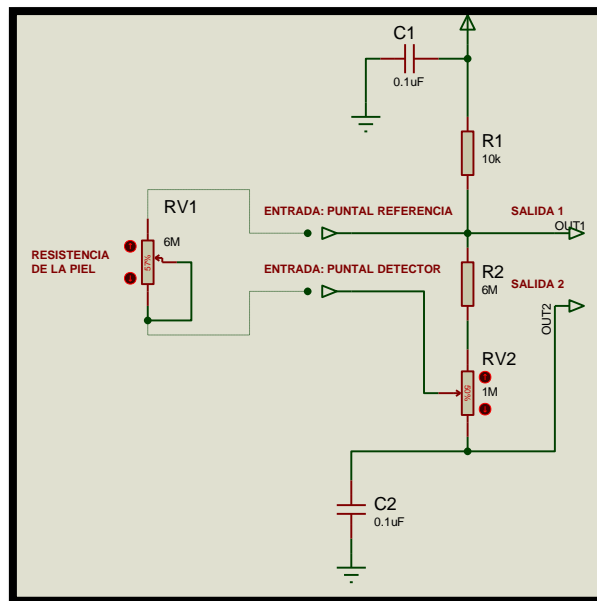 C1
0.1uF
R1
10k
RV1
6M
57%
RESISTENCIA
DE LA PIEL
ENTRADA: PUNTAL REFERENCIA
SALIDA 1
OUT1
ENTRADA: PUNTAL DETECTOR
R2
6M
SALIDA 2
OUT2
RV2
1M
50%
C2
0.1uF